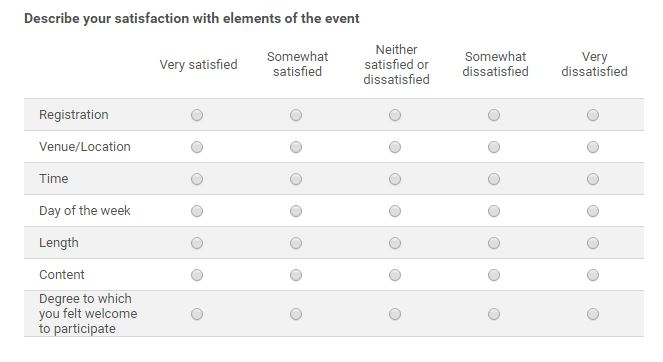 Describe your satisfaction with elements of the event
Very satisfied
Somewhat
satisfied
Neither
satisfied or
dissatisfied
Somewhat
dissatisfied
Very
dissatisfied
Registration
Venue/Location
Time
Day of the week
Length
Content
Degree to which
you felt welcome
to participate